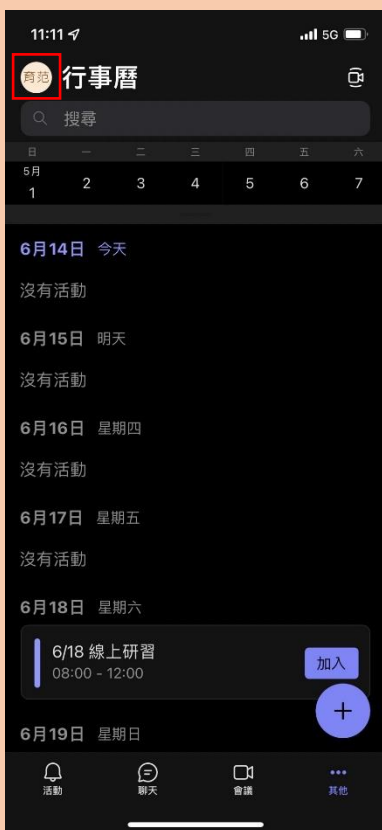 11:11 5G
育范 行事曆
搜尋
日 一 二 三 四 五 六
5月
1 2 3 4 5 6 7
6月14日 今天
沒有活動
6月15日 明天
沒有活動
6月16日 星期四
沒有活動
6月17日 星期五
沒有活動
6月18日 星期六
6/18 線上研習
08:00 - 12:00
加入
+
6月19日 星期日
活動 聊天 會議 其他